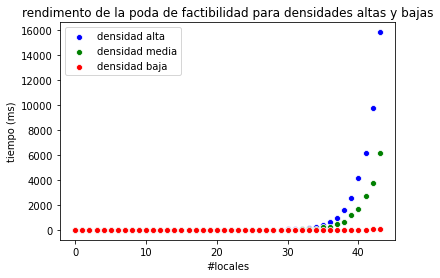 rendimento de la poda de factibilidad para densidades altas y bajas
densidad alta
densidad media
densidad baja
tiempo (ms)
16000
14000
12000
10000
8000
6000
4000
2000
0
0 10 20 30 40
#locales